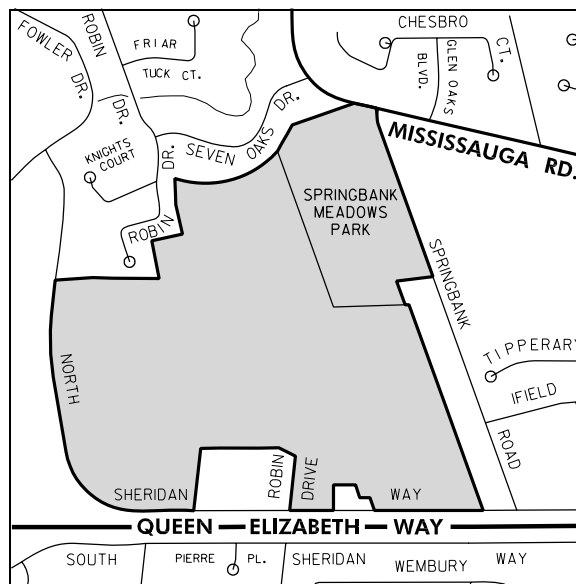 FOWLER DR.
ROBIN DR.
FRIAR
TUCK CT.
CHESBRO CT.
GLEN OAKS
BLVD.
MISSISSAUGA RD.
KNIGHTS
COURT
SEVEN OAKS DR.
ROBIN DR.
SPRINGBANK
MEADOWS
PARK
SPRINGBANK ROAD
TIPPERARY
IFIELD
NORTH SHERIDAN WAY
ROBIN DRIVE
QUEEN ELIZABETH WAY
SOUTH SHERIDAN WAY
PIERRE PL.
WEMBURY